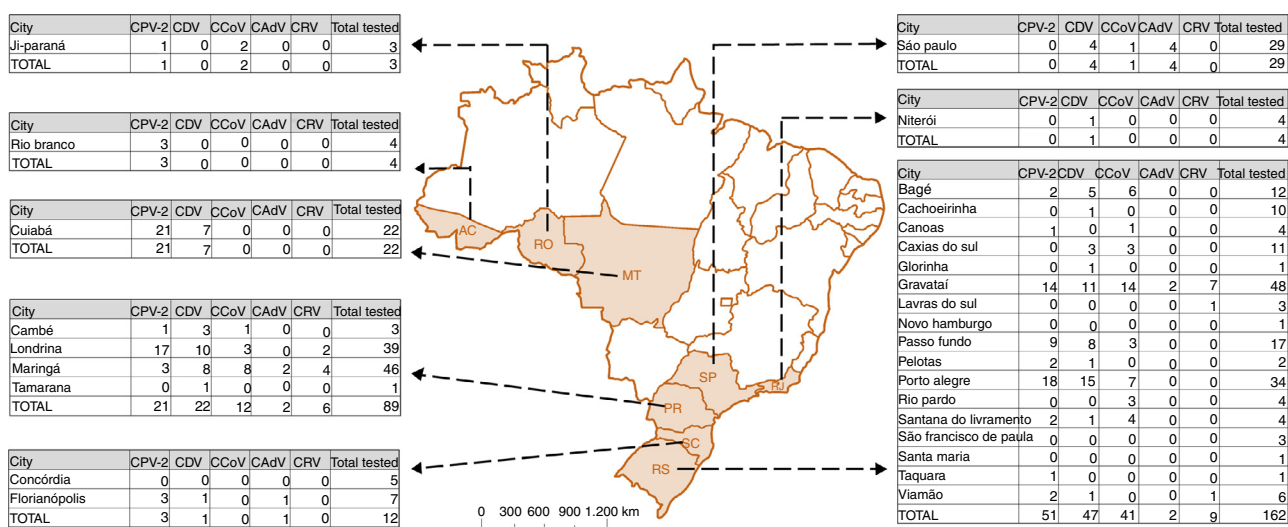 City CPV-2 CDV CCoV CAdV CRV Total tested
Ji-paraná 1 0 2 0 0 3
TOTAL 1 0 2 0 0 3
City CPV-2 CDV CCoV CAdV CRV Total tested
Rio branco 3 0 0 0 0 4
TOTAL 3 0 0 0 0 4
City CPV-2 CDV CCoV CAdV CRV Total tested
Cuiabá 21 7 0 0 0 22
TOTAL 21 7 0 0 0 22
City CPV-2 CDV CCoV CAdV CRV Total tested
Cambé 1 3 1 0 0 3
Londrina 17 10 3 0 2 39
Maringá 3 8 8 2 4 46
Tamarana 0 1 0 0 0 1
TOTAL 21 22 12 2 6 89
City CPV-2 CDV CCoV CAdV CRV Total tested
Concórdia 0 0 0 0 0 5
Florianópolis 3 1 0 1 0 7
TOTAL 3 1 0 1 0 12
AC
RO
MT
SP
RJ
PR
SC
RS
0 300 600 900 1.200 km
City CPV-2 CDV CCoV CAdV CRV Total tested
Sáo paulo 0 4 1 4 0 29
TOTAL 0 4 1 4 0 29
City CPV-2 CDV CCoV CAdV CRV Total tested
Niterói 0 1 0 0 0 4
TOTAL 0 1 0 0 0 4
City CPV-2 CDV CCoV CAdV CRV Total tested
Bagé 2 5 6 0 0 12
Cachoeirinha 0 1 0 0 0 10
Canoas 1 0 1 0 0 4
Caxias do sul 0 3 3 0 0 11
Glorinha 0 1 0 0 0 1
Gravataí 14 11 14 2 7 48
Lavras do sul 0 0 0 0 1 3
Novo hamburgo 0 0 0 0 0 1
Passo fundo 9 8 3 0 0 17
Pelotas 2 1 0 0 0 2
Porto alegre 18 15 7 0 0 34
Rio pardo 0 0 3 0 0 4
Santana do livramento 2 1 4 0 0 4
São francisco de paula 0 0 0 0 0 3
Santa maria 0 0 0 0 0 1
Taquara 1 0 0 0 0 1
Viamão 2 1 0 0 1 6
TOTAL 51 47 41 2 9 162